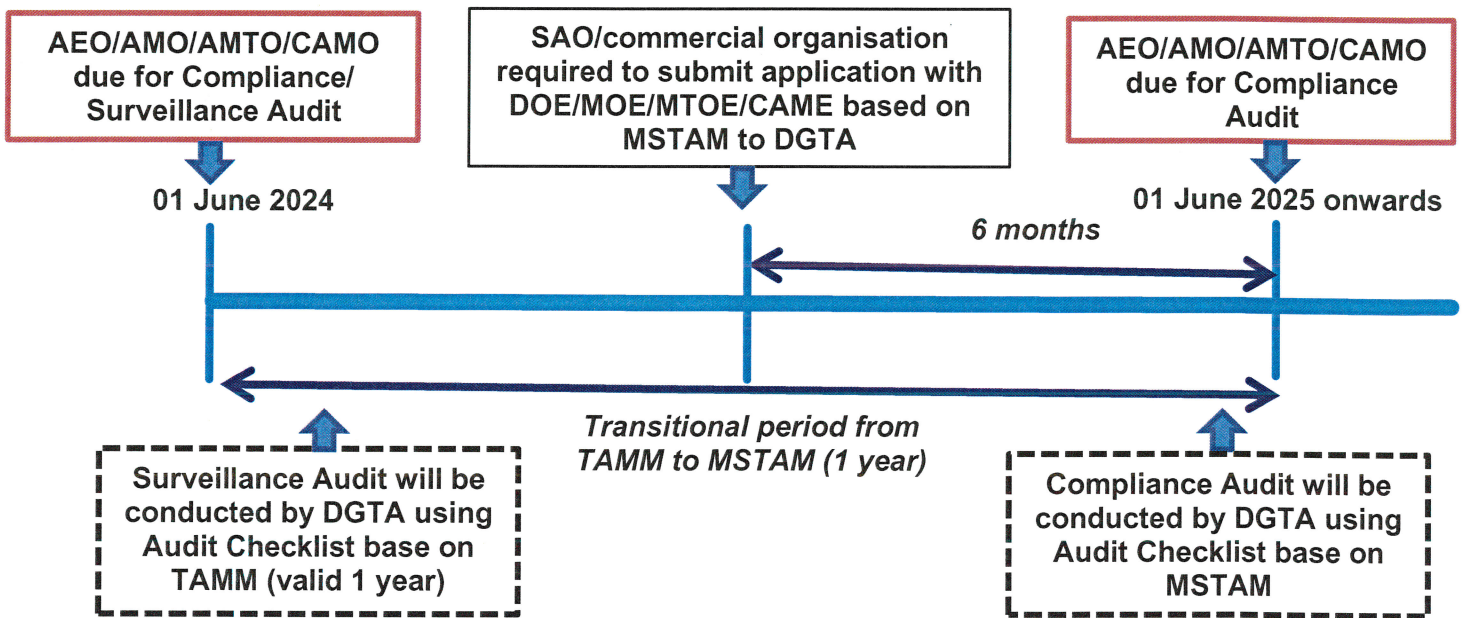 AEO/AMO/AMTO/CAMO
due for Compliance/
Surveillance Audit
SAO/commercial organisation
required to submit application with
DOE/MOE/MTOE/CAME based on
MSTAM to DGTA
AEO/AMO/AMTO/CAMO
due for Compliance
Audit
01 June 2024
01 June 2025 onwards
6 months
Transitional period from
TAMM to MSTAM (1 year)
Surveillance Audit will be
conducted by DGTA using
Audit Checklist base on
TAMM (valid 1 year)
Compliance Audit will be
conducted by DGTA using
Audit Checklist base on
MSTAM